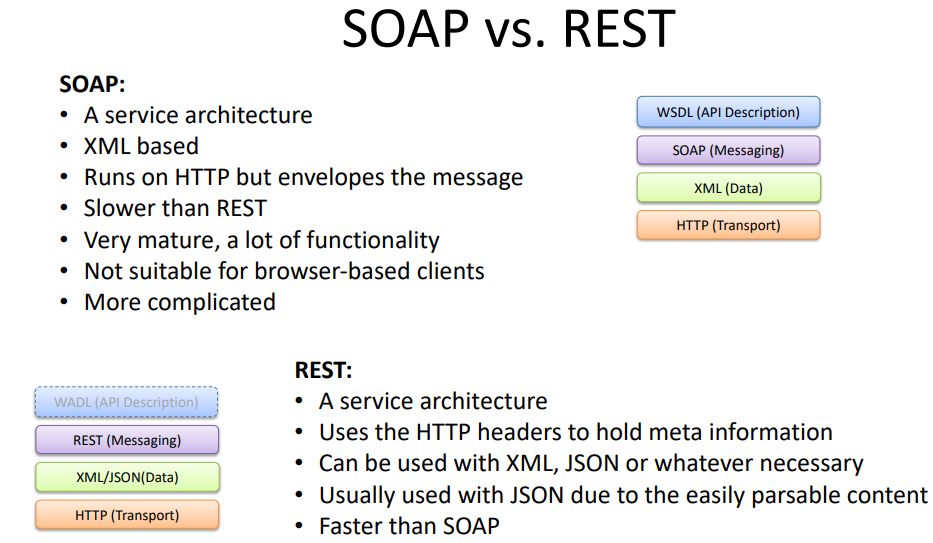 SOAP vs. REST
SOAP:
• A service architecture
• XML based
• Runs on HTTP but envelopes the message
• Slower than REST
• Very mature, a lot of functionality
• Not suitable for browser-based clients
• More complicated
WSDL (API Description)
SOAP (Messaging)
XML (Data)
HTTP (Transport)
WADL (API Description)
REST (Messaging)
XML/JSON(Data)
HTTP (Transport)
REST:
• A service architecture
• Uses the HTTP headers to hold meta information
• Can be used with XML, JSON or whatever necessary
• Usually used with JSON due to the easily parsable content
• Faster than SOAP